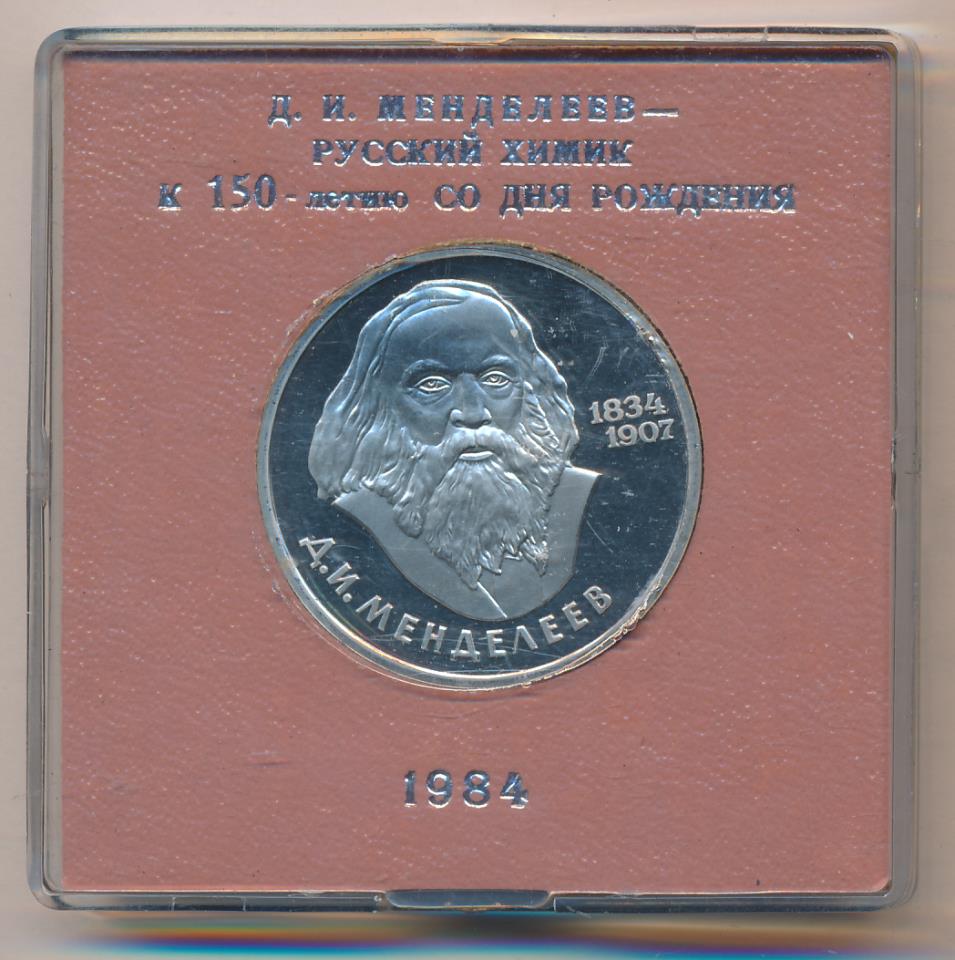 Д. И. МЕНДЕЛЕЕВ—
РУССКИЙ ХИМИК
К 150-летию СО ДНЯ РОЖДЕНИЯ
1834
1907
Д.И.МЕНДЕЛЕЕВ
1984